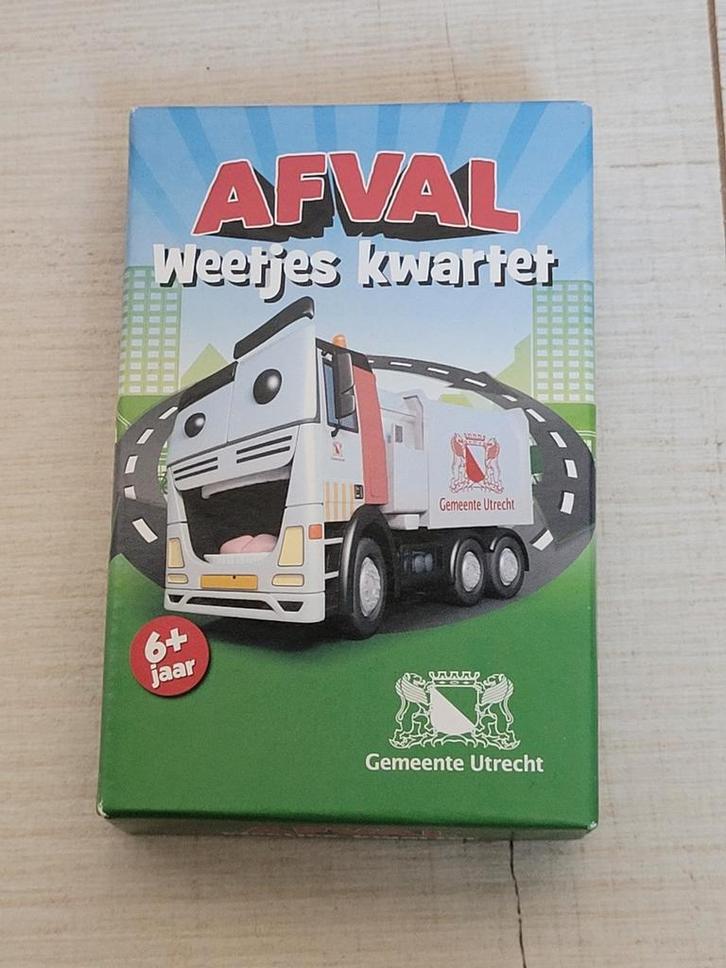 AFVAL
Weetjes kwartet
Gemeente Utrecht
6+
jaar
Gemeente Utrecht